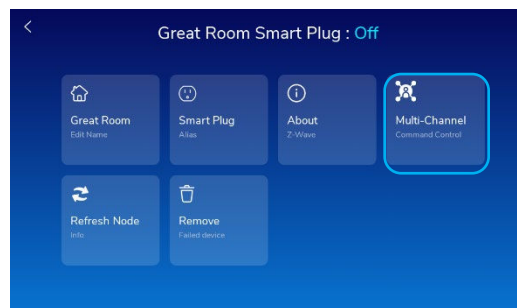 Great Room Smart Plug : Off
Great Room
Edit Name
Smart Plug
Alias
About
Z-Wave
Multi-Channel
Command Control
Refresh Node
Info
Remove
Failed device